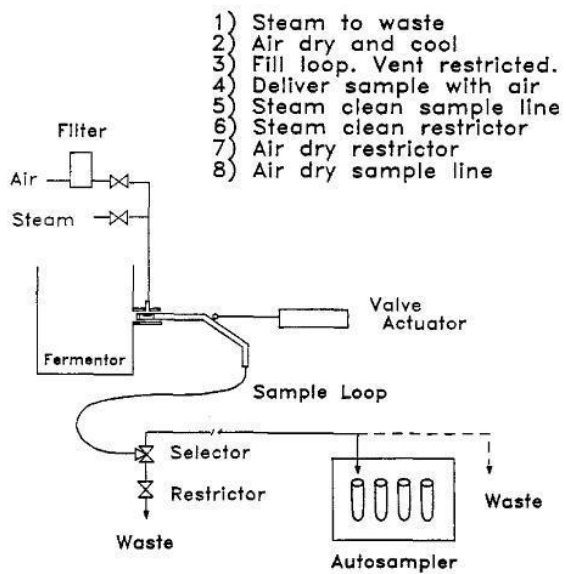 1) Steam to waste
2) Air dry and cool
3) Fill loop. Vent restricted.
4) Deliver sample with air
5) Steam clean sample line
6) Steam clean restrictor
7) Air dry restrictor
8) Air dry sample line
Filter
Air
Steam
Valve
Actuator
Fermentor
Sample Loop
Selector
Restrictor
Waste
Waste
Autosampler